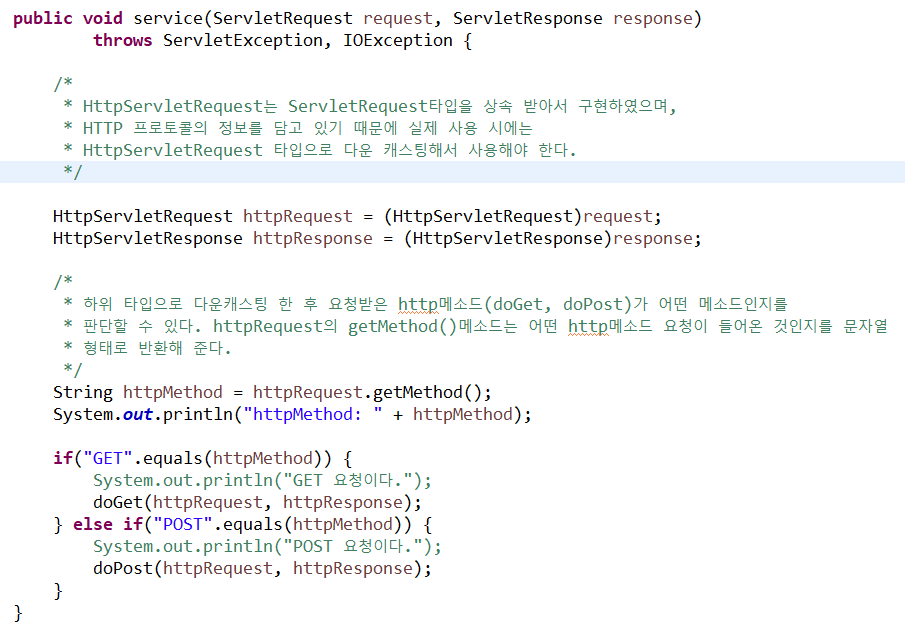 public void service(ServletRequest request, ServletResponse response)
        throws ServletException, IOException {

    /*
     * HttpServletRequest는 ServletRequest타입을 상속 받아서 구현하였으며,
     * HTTP 프로토콜의 정보를 담고 있기 때문에 실제 사용 시에는
     * HttpServletRequest 타입으로 다운 캐스팅해서 사용해야 한다.
     */

    HttpServletRequest httpRequest = (HttpServletRequest)request;
    HttpServletResponse httpResponse = (HttpServletResponse)response;

    /*
     * 하위 타입으로 다운캐스팅 한 후 요청받은 http메소드(doGet, doPost)가 어떤 메소드인지를
     * 판단할 수 있다. httpRequest의 getMethod()메소드는 어떤 http메소드 요청이 들어온 것인지를 문자열
     * 형태로 반환해 준다.
     */
    String httpMethod = httpRequest.getMethod();
    System.out.println("httpMethod: " + httpMethod);

    if("GET".equals(httpMethod)) {
        System.out.println("GET 요청이다.");
        doGet(httpRequest, httpResponse);
    } else if("POST".equals(httpMethod)) {
        System.out.println("POST 요청이다.");
        doPost(httpRequest, httpResponse);
    }
}